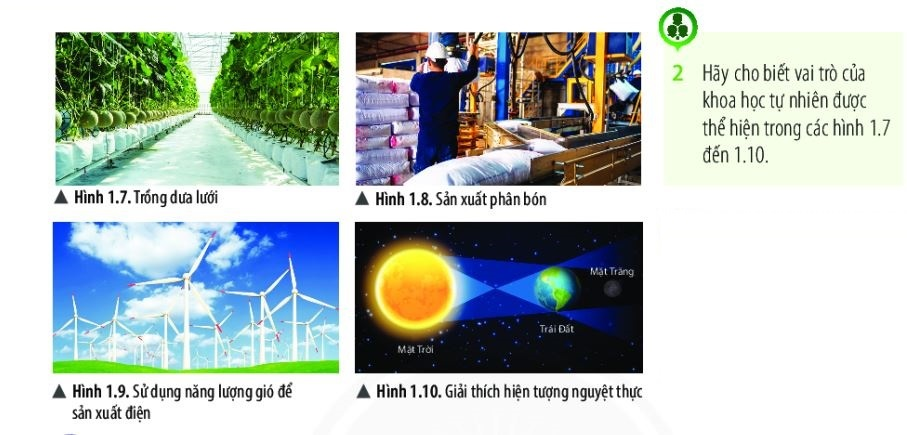 2 Hãy cho biết vai trò của
khoa học tự nhiên được
thể hiện trong các hình 1.7
đến 1.10.
▲ Hình 1.7. Trồng dưa lưới
▲ Hình 1.8. Sản xuất phân bón
Mặt Trăng
Trái Đất
Mặt Trời
▲ Hình 1.9. Sử dụng năng lượng gió để
sản xuất điện
▲ Hình 1.10. Giải thích hiện tượng nguyệt thực